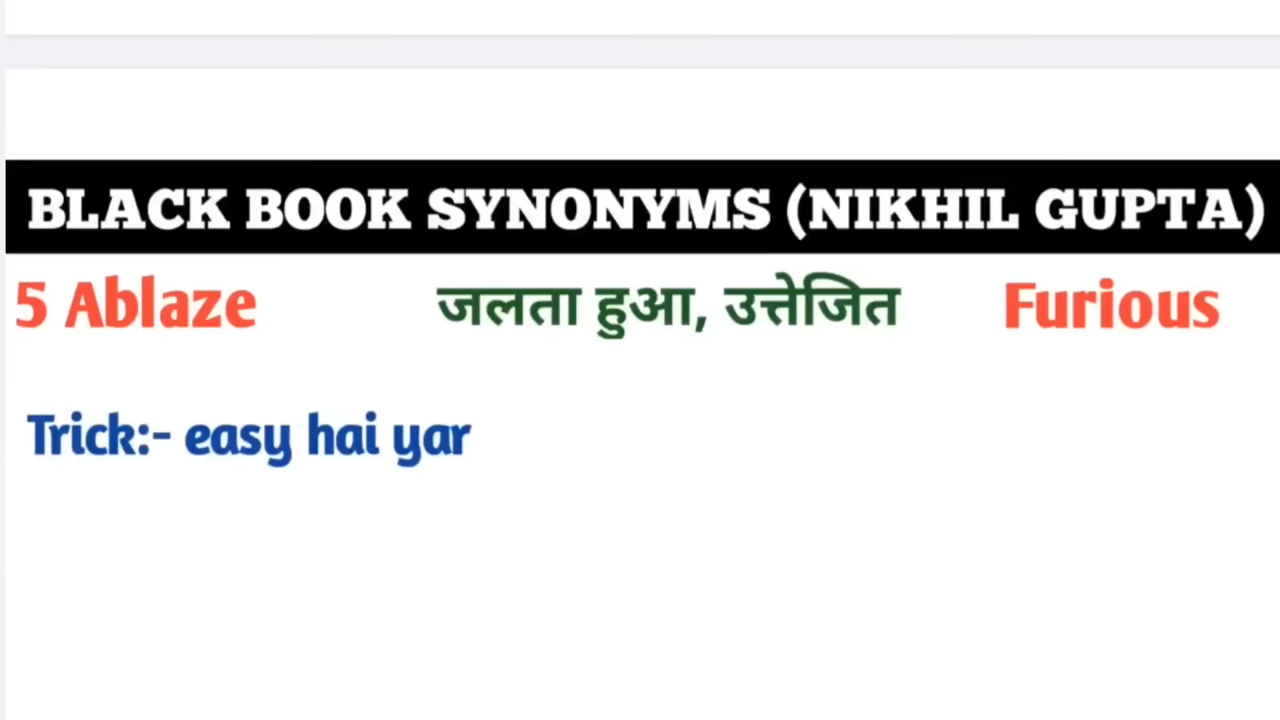 BLACK BOOK SYNONYMS (NIKHIL GUPTA)
5 Ablaze जलता हुआ, उत्तेजित Furious
Trick:- easy hai yar